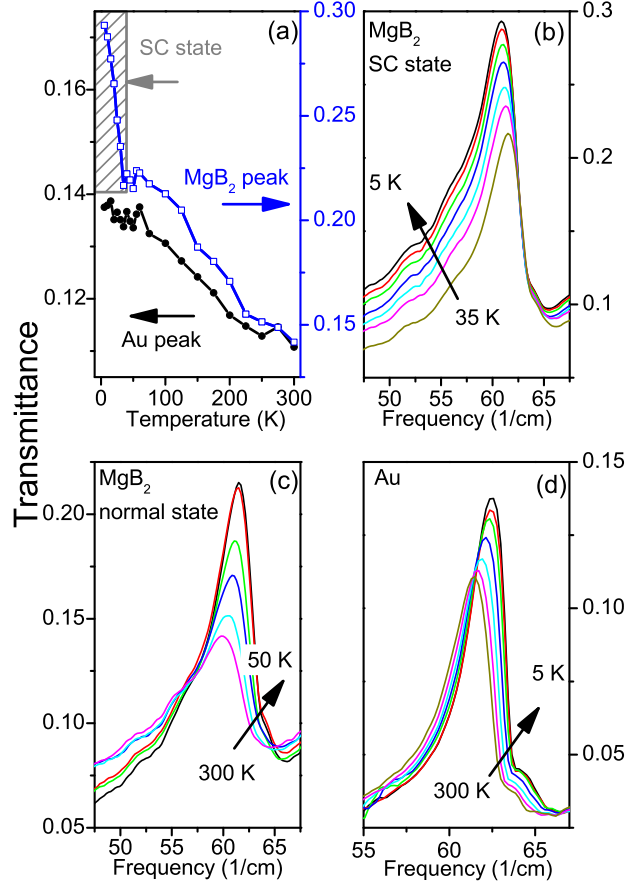 Transmittance
(a)
SC state
MgB2 peak
Au peak
0.16
0.14
0.12
0.30
0.25
0.20
0.15
0 50 100 150 200 250 300
Temperature (K)
MgB2 (b)
SC state
5 K
35 K
0.3
0.2
0.1
50 55 60 65
Frequency (1/cm)
MgB2 (c)
normal state
50 K
300 K
0.20
0.15
0.10
0.05
50 55 60 65
Frequency (1/cm)
Au (d)
5 K
300 K
0.15
0.10
0.05
55 60 65
Frequency (1/cm)